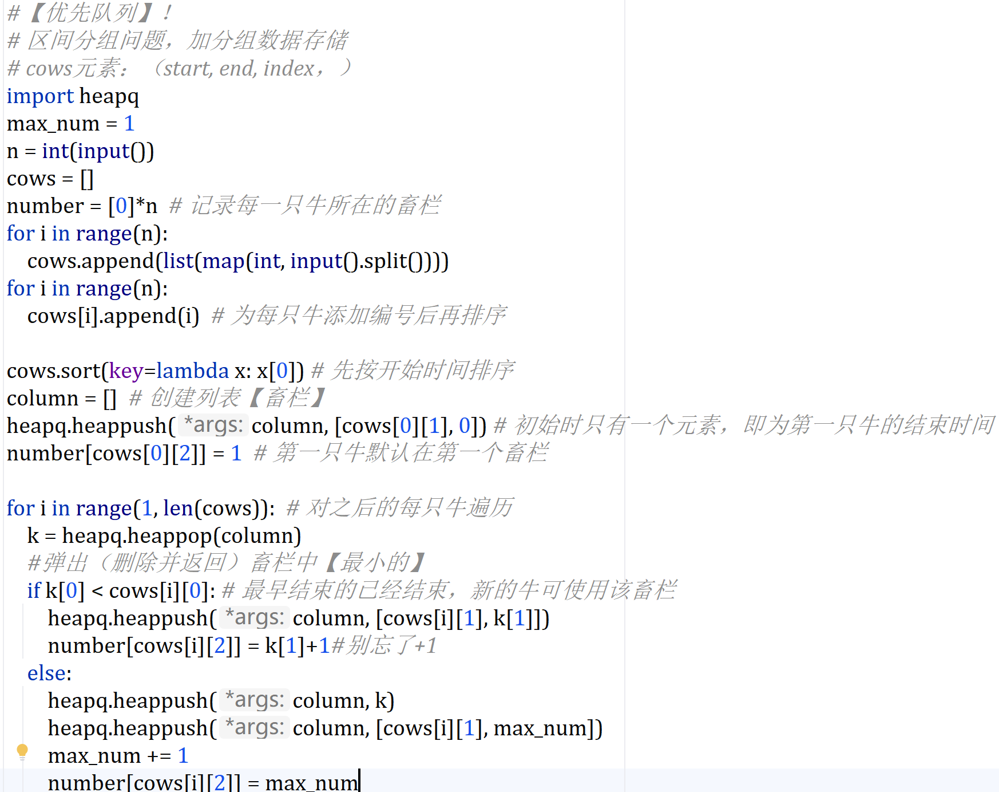 #【优先队列】!
# 区间分组问题，加分组数据存储
# cows元素：（start, end, index，）
import heapq
max_num = 1
n = int(input())
cows = []
number = [0]*n  # 记录每一只牛所在的畜栏
for i in range(n):
    cows.append(list(map(int, input().split())))
for i in range(n):
    cows[i].append(i)  # 为每只牛添加编号后再排序
cows.sort(key=lambda x: x[0]) # 先按开始时间排序
column = []  # 创建列表【畜栏】
heapq.heappush( *args: column, [cows[0][1], 0]) # 初始时只有一个元素，即为第一只牛的结束时间
number[cows[0][2]] = 1  # 第一只牛默认在第一个畜栏
for i in range(1, len(cows)):  # 对之后的每只牛遍历
    k = heapq.heappop(column)
    #弹出（删除并返回）畜栏中【最小的】
    if k[0] < cows[i][0]: # 最早结束的已经结束，新的牛可使用该畜栏
        heapq.heappush( *args: column, [cows[i][1], k[1]])
        number[cows[i][2]] = k[1]+1#别忘了+1
    else:
        heapq.heappush( *args: column, k)
        heapq.heappush( *args: column, [cows[i][1], max_num])
        max_num += 1
        number[cows[i][2]] = max_num